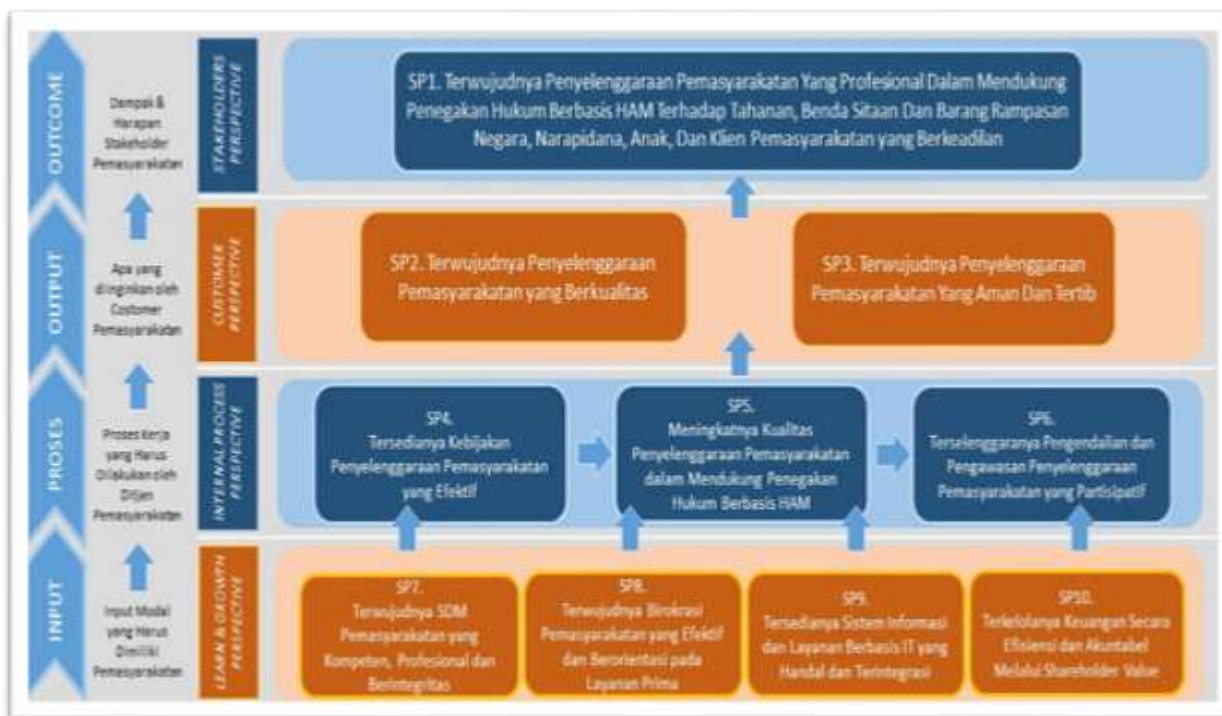 OUTCOME
Dampak &
Harapan
Stakeholder
Pemasyarakatan
STAKEHOLDERS
PERSPECTIVE
SP1. Terwujudnya Penyelenggaraan Pemasyarakatan Yang Profesional Dalam Mendukung
Penegakan Hukum Berbasis HAM Terhadap Tahanan, Benda Sitaan Dan Barang Rampasan
Negara, Narapidana, Anak, Dan Klien Pemasyarakatan yang Berkeadilan
OUTPUT
Apa yang
diinginkan oleh
Costomer
Pemasyarakatan
CUSTOMER
PERSPECTIVE
SP2. Terwujudnya Penyelenggaraan
Pemasyarakatan yang Berkualitas
SP3. Terwujudnya Penyelenggaraan
Pemasyarakatan Yang Aman Dan Tertib
PROSES
Proses Kerja
yang Harus
Dilakukan oleh
Ditjen
Pemasyarakatan
INTERNAL PROCESS
PERSPECTIVE
SP4.
Tersedianya Kebijakan
Penyelenggaraan Pemasyarakatan
yang Efektif
SP5.
Meningkatnya Kualitas
Penyelenggaraan Pemasyarakatan
dalam Mendukung Penegakan
Hukum Berbasis HAM
SP6.
Terselenggaranya Pengendalian dan
Pengawasan Penyelenggaraan
Pemasyarakatan yang Partisipatif
INPUT
Input Modal
yang Harus
Dimiliki
Pemasyarakatan
LEARN & GROWTH
PERSPECTIVE
SP7.
Terwujudnya SDM
Pemasyarakatan yang
Kompeten, Profesional dan
Berintegritas
SP8.
Terwujudnya Birokrasi
Pemasyarakatan yang Efektif
dan Berorientasi pada
Layanan Prima
SP9.
Tersedianya Sistem Informasi
dan Layanan Berbasis IT yang
Handal dan Terintegrasi
SP10.
Terkelolanya Keuangan Secara
Efisiensi dan Akuntabel
Melalui Shareholder Value